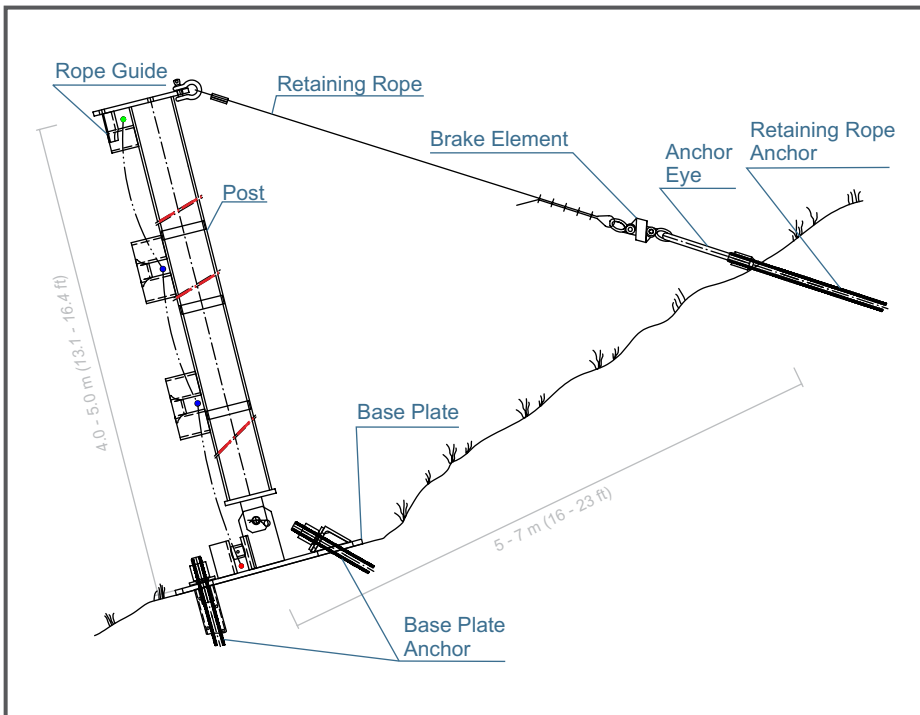 Rope Guide
Retaining Rope
Brake Element
Anchor
Eye
Retaining Rope
Anchor
Post
4.0 - 5.0 m (13.1 - 16.4 ft)
Base Plate
5 - 7 m (16 - 23 ft)
Base Plate
Anchor